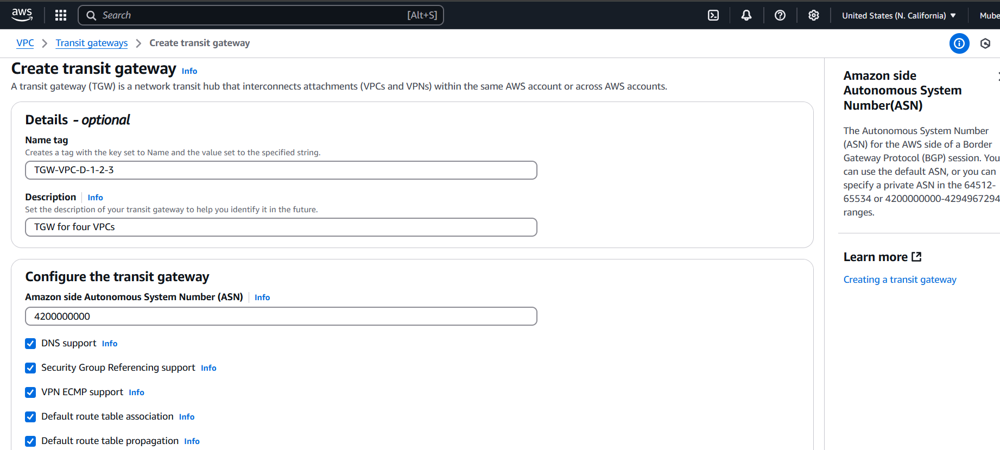 aws
Search [Alt+S]
United States (N. California)
VPC
Transit gateways
Create transit gateway
Create transit gateway Info
A transit gateway (TGW) is a network transit hub that interconnects attachments (VPCs and VPNs) within the same AWS account or across AWS accounts.
Details - optional
Name tag
Creates a tag with the key set to Name and the value set to the specified string.
TGW-VPC-D-1-2-3
Description Info
Set the description of your transit gateway to help you identify it in the future.
TGW for four VPCs
Configure the transit gateway
Amazon side Autonomous System Number (ASN) Info
4200000000
DNS support Info
Security Group Referencing support Info
VPN ECMP support Info
Default route table association Info
Default route table propagation Info
Amazon side
Autonomous System
Number(ASN)
The Autonomous System Number
(ASN) for the AWS side of a Border
Gateway Protocol (BGP) session. You
can use the default ASN, or you can
specify a private ASN in the 64512-
65534 or 4200000000-4294967294
ranges.
Learn more
Creating a transit gateway